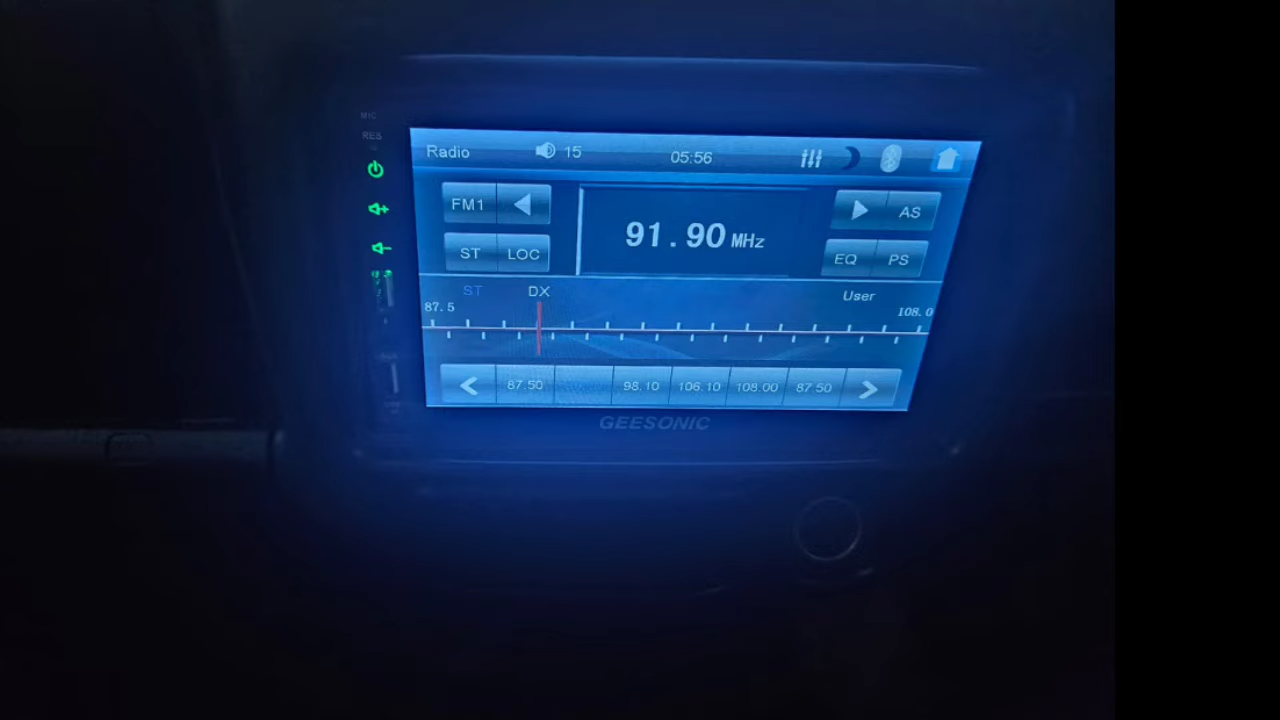 MIC
RES
Radio 15 05:56
FM1 91.90 MHz AS
ST LOC EQ PS
ST DX User
87.5 108.0
87.50 98.10 106.10 108.00 87.50
GEESONIC